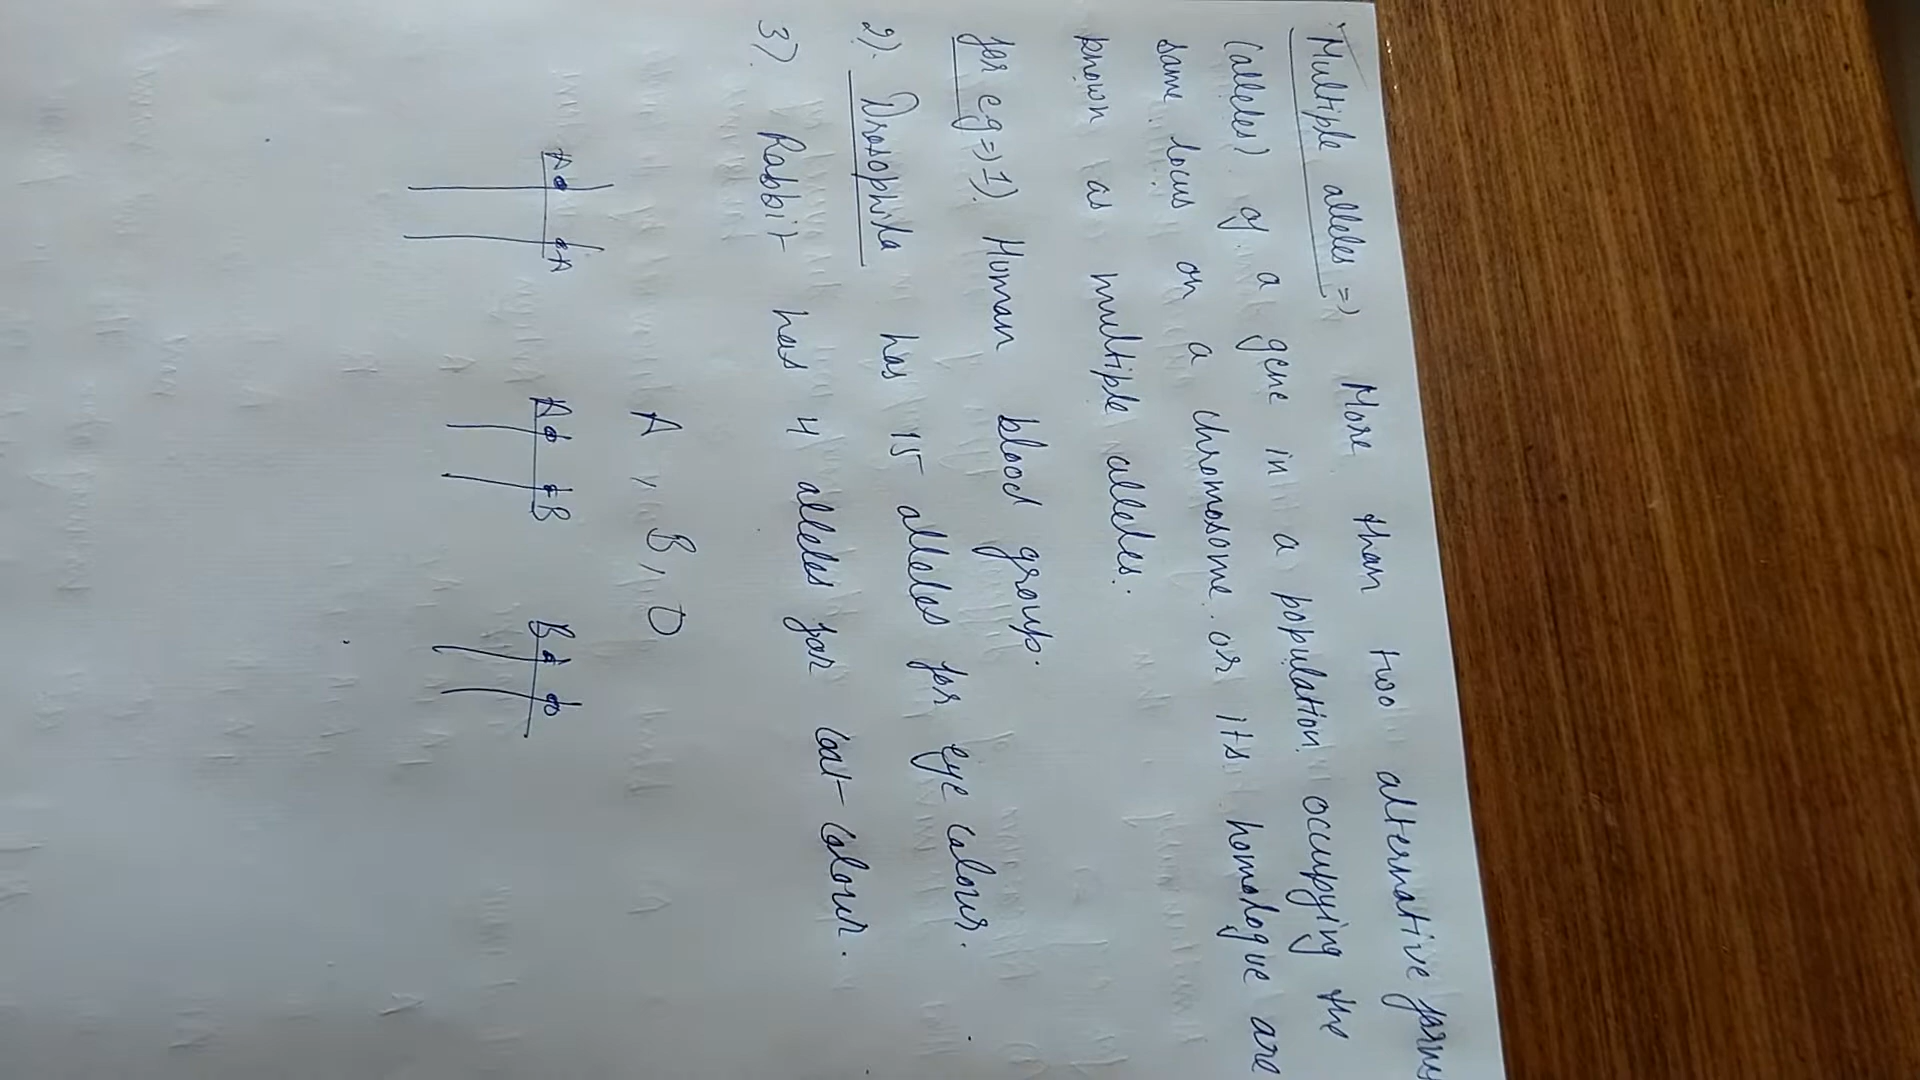 Multiple alleles => More than two alternative forms
(alleles) of a gene in a population occupying the
same locus on a chromosome or its homologue are
known as multiple alleles.
for eg => 1). Human blood group.
2). Drosophila has 15 alleles for eye colour.
3) Rabbit has 4 alleles for coat colour.
A, B, O
A A A B B o